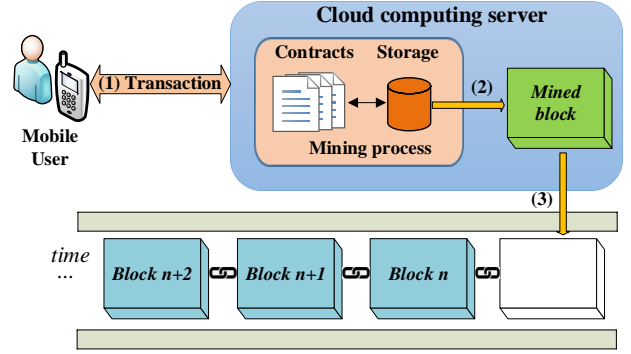 Cloud computing server
Contracts Storage
(1) Transaction
(2)
Mined
block
Mobile
User
Mining process
(3)
time
...
Block n+2
Block n+1
Block n